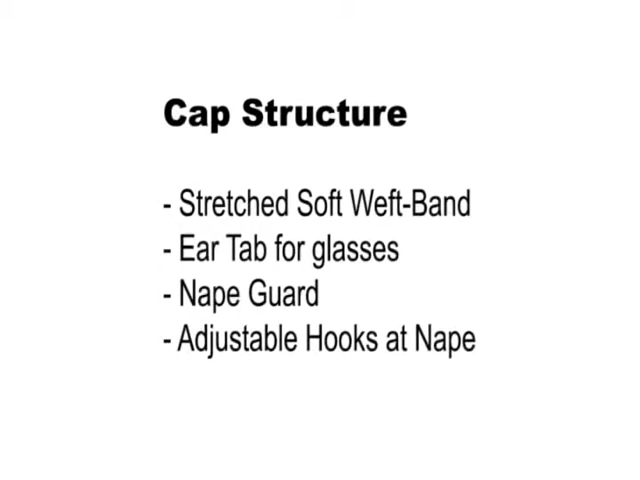 Cap Structure
- Stretched Soft Weft-Band
- Ear Tab for glasses
- Nape Guard
- Adjustable Hooks at Nape